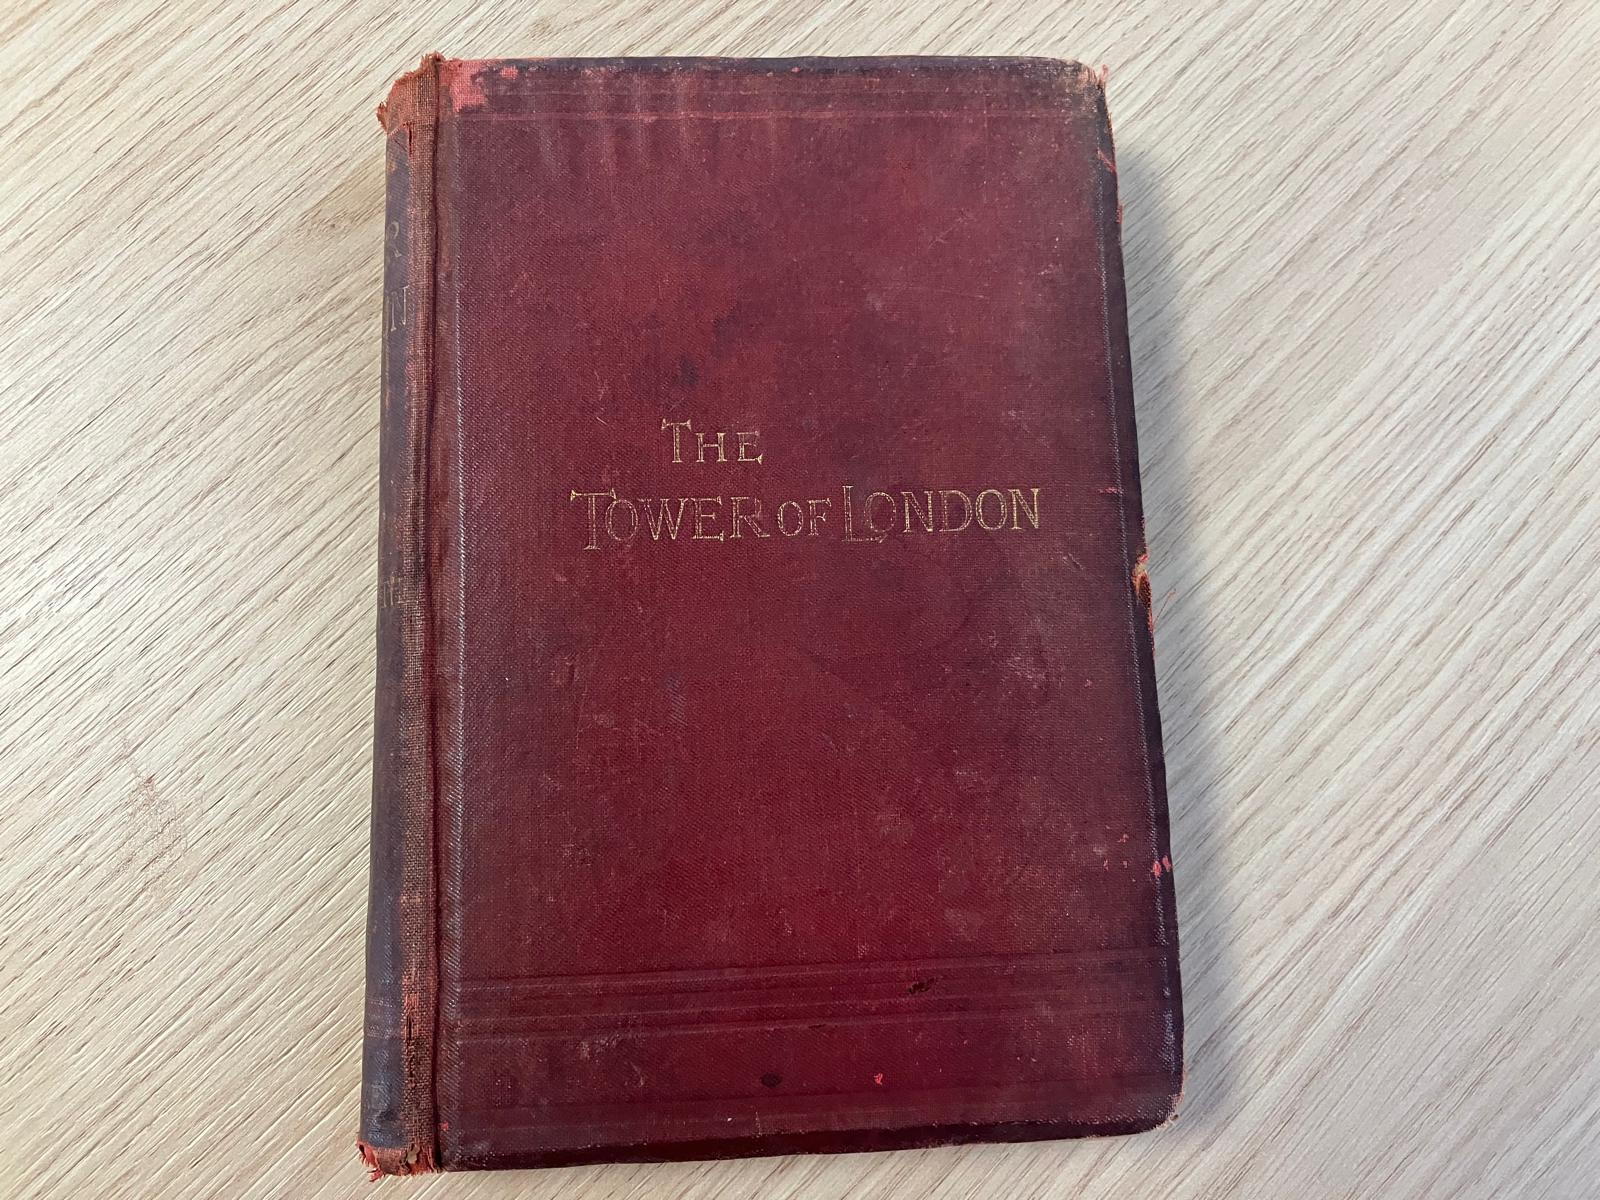 The
Tower of London